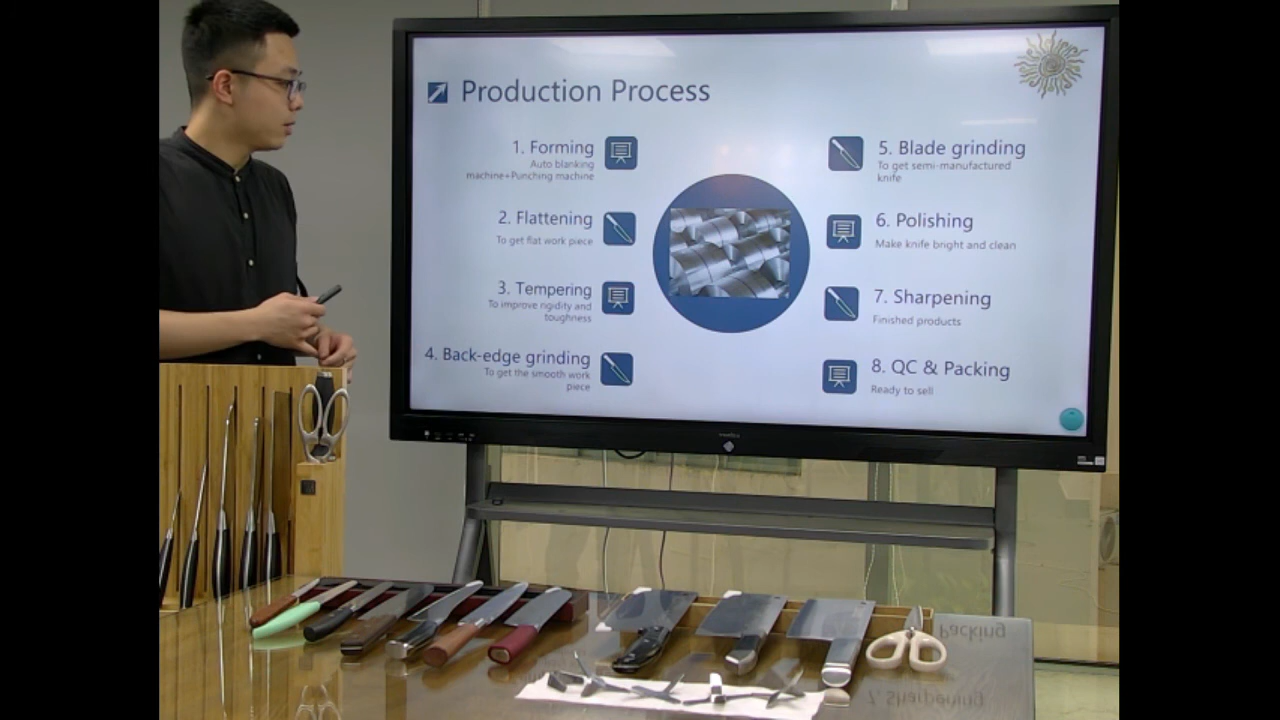 Production Process
1. Forming
Auto blanking
machine+Punching machine
2. Flattening
To get flat work piece
3. Tempering
To improve rigidity and
toughness
4. Back-edge grinding
To get the smooth work
piece
5. Blade grinding
To get semi-manufactured
knife
6. Polishing
Make knife bright and clean
7. Sharpening
Finished products
8. QC & Packing
Ready to sell
Packing
7. Sharpening